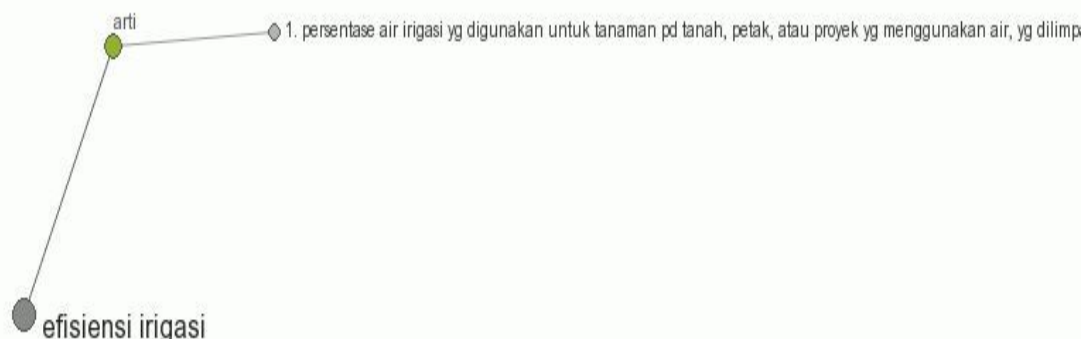 arti
1. persentase air irigasi yg digunakan untuk tanaman pd tanah, petak, atau proyek yg menggunakan air, yg
efisiensi irigasi